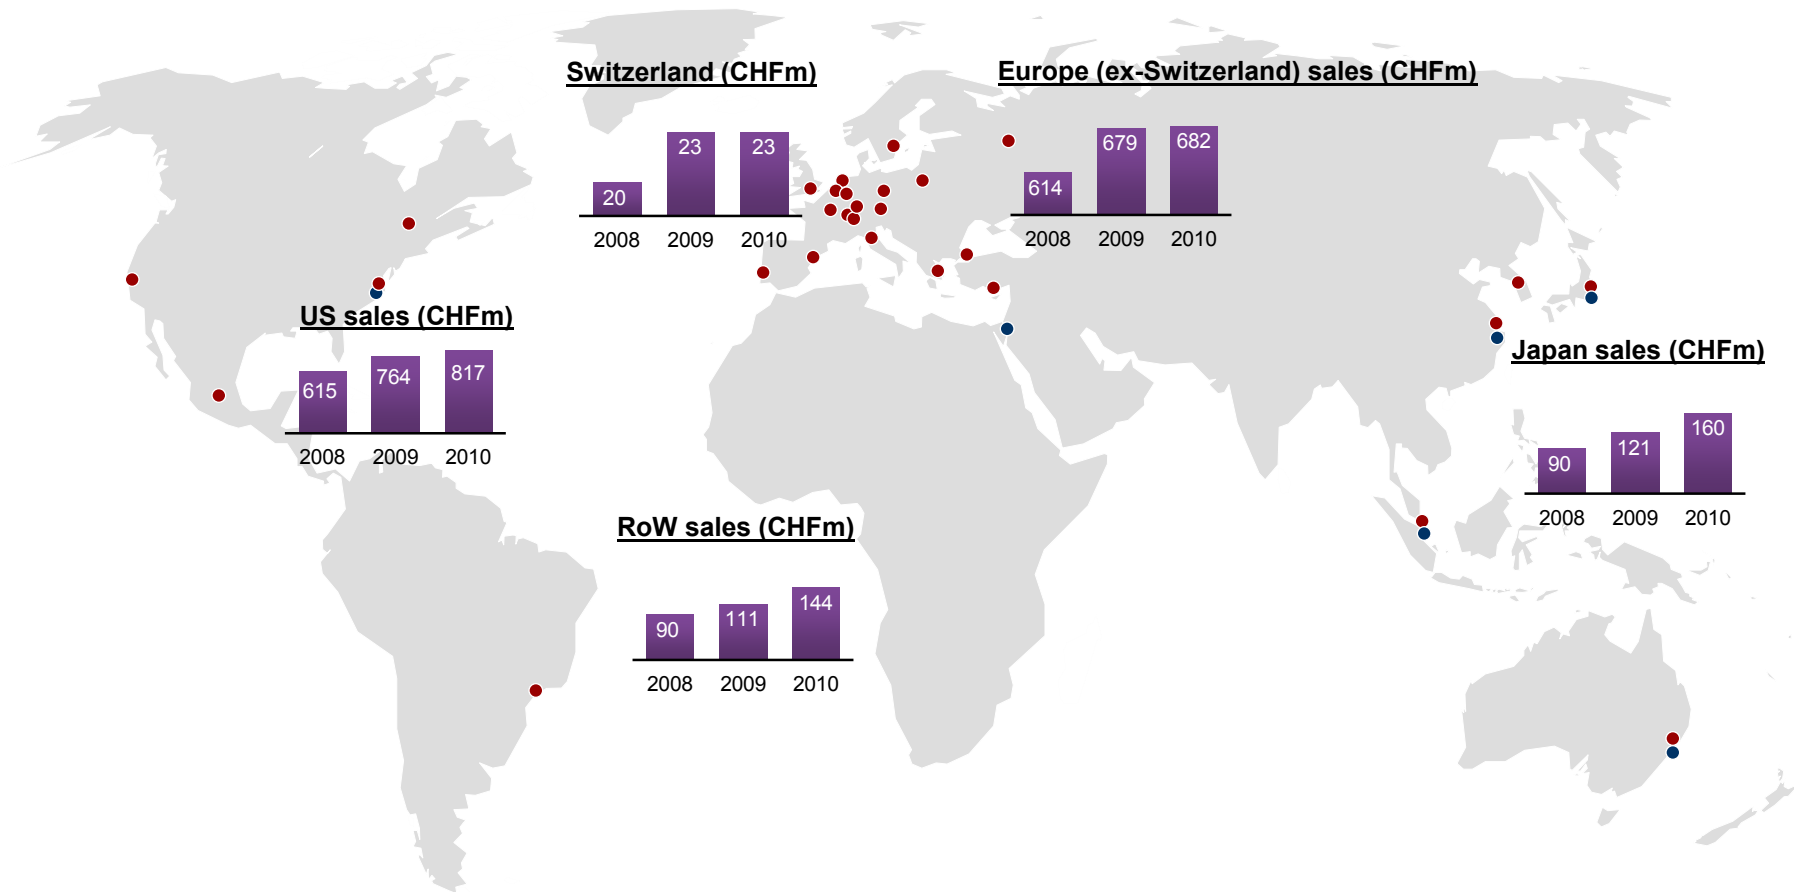 Switzerland (CHFm)
20 23 23
2008 2009 2010
Europe (ex-Switzerland) sales (CHFm)
614 679 682
2008 2009 2010
US sales (CHFm)
615 764 817
2008 2009 2010
Japan sales (CHFm)
90 121 160
2008 2009 2010
RoW sales (CHFm)
90 111 144
2008 2009 2010